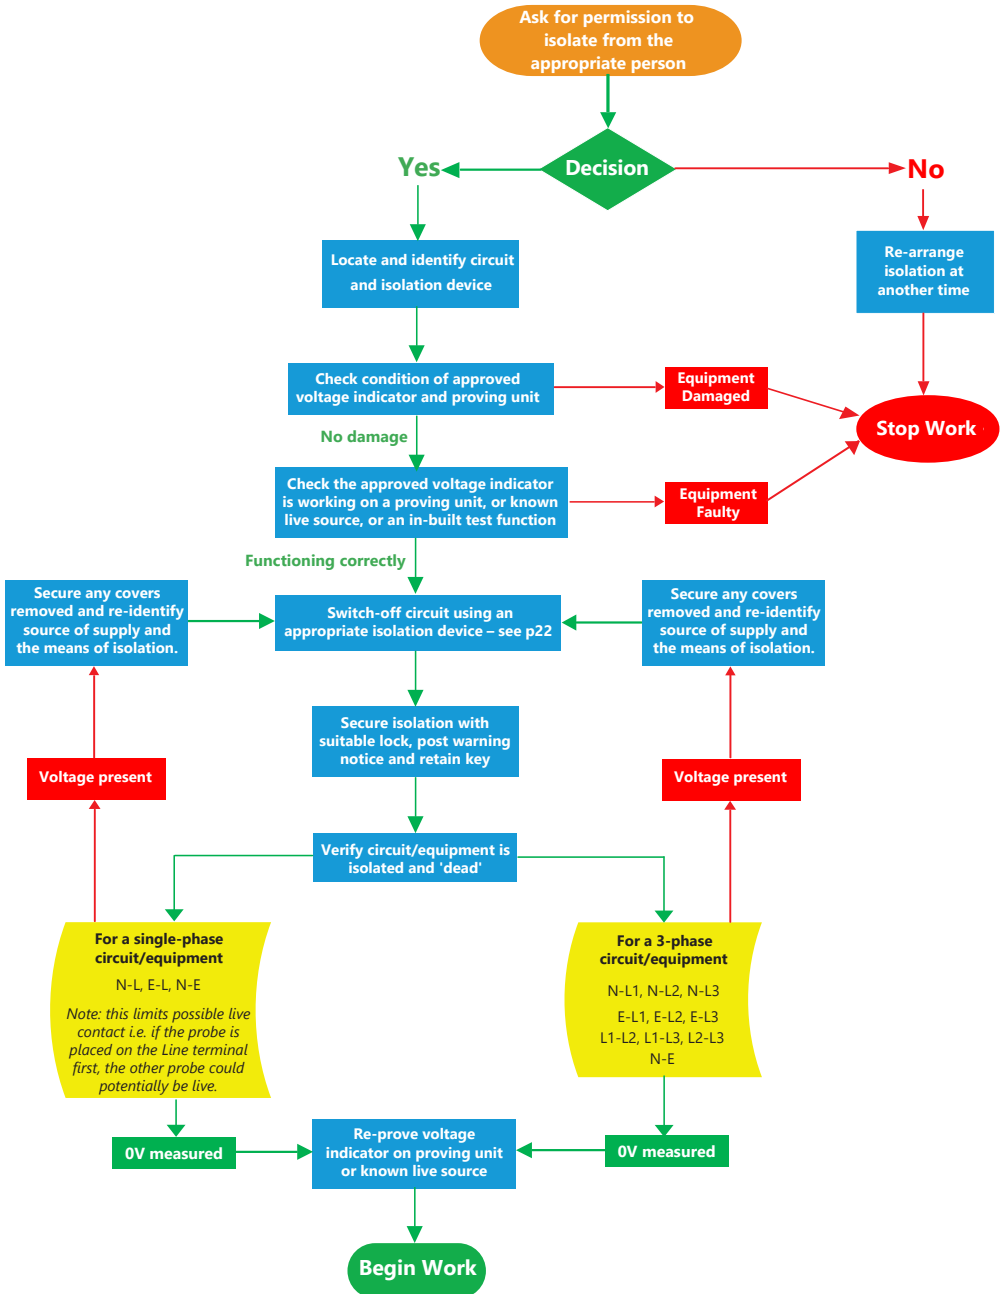 Ask for permission to
isolate from the
appropriate person
Decision
Yes
No
Locate and identify circuit
and isolation device
Re-arrange
isolation at
another time
Check condition of approved
voltage indicator and proving unit
Equipment
Damaged
Stop Work
No damage
Check the approved voltage indicator
is working on a proving unit, or known
live source, or an in-built test function
Equipment
Faulty
Functioning correctly
Secure any covers
removed and re-identify
source of supply and
the means of isolation.
Switch-off circuit using an
appropriate isolation device – see p22
Secure any covers
removed and re-identify
source of supply and
the means of isolation.
Secure isolation with
suitable lock, post warning
notice and retain key
Voltage present
Voltage present
Verify circuit/equipment is
isolated and 'dead'
For a single-phase
circuit/equipment
N-L, E-L, N-E
Note: this limits possible live
contact i.e. if the probe is
placed on the Line terminal
first, the other probe could
potentially be live.
For a 3-phase
circuit/equipment
N-L1, N-L2, N-L3
E-L1, E-L2, E-L3
L1-L2, L1-L3, L2-L3
N-E
0V measured
Re-prove voltage
indicator on proving unit
or known live source
0V measured
Begin Work